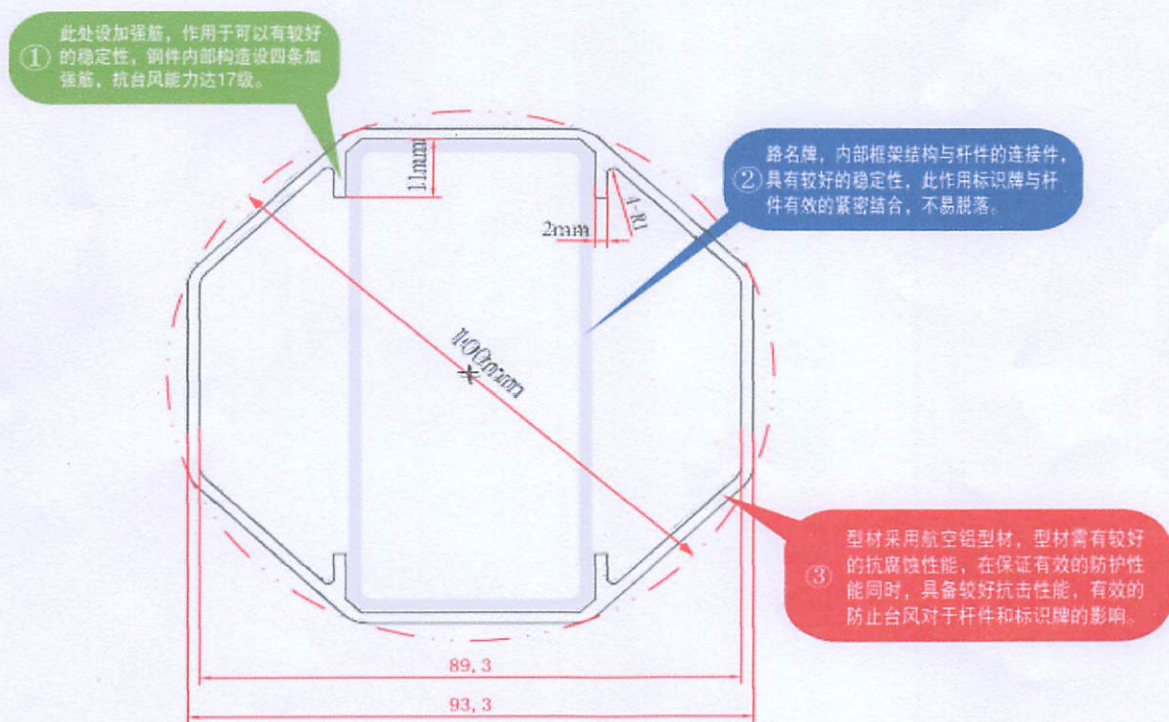 ① 此处设加强筋，作用于可以有较好
的稳定性，钢件内部构造设四条加
强筋，抗台风能力达17级。
11mm
② 路名牌，内部框架结构与杆件的连接件，
具有较好的稳定性，此作用标识牌与杆
件有效的紧密结合，不易脱落。
4-R1
2mm
100mm
③ 型材采用航空铝型材，型材需有较好
的抗腐蚀性能，在保证有效的防护性
能同时，具备较好抗击性能，有效的
防止台风对于杆件和标识牌的影响。
89,3
93,3